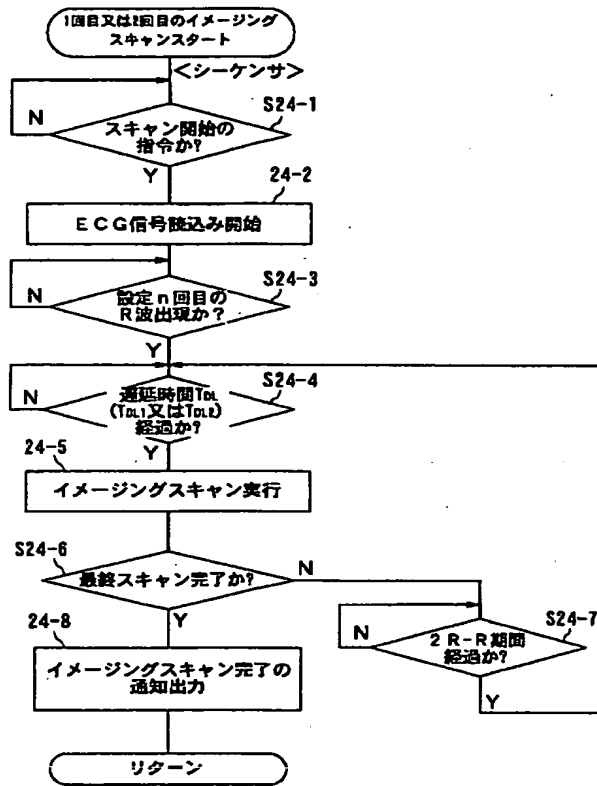 1回目又は2回目のイメージング
スキャンスタート
<シーケンサ>
S24-1
N
スキャン開始の
指令か?
Y
24-2
ECG信号読込み開始
S24-3
N
設定n回目の
R波出現か?
Y
S24-4
N
遅延時間TDL
(TDL1又はTDL2)
経過か?
Y
24-5
イメージングスキャン実行
S24-6
最終スキャン完了か?
N
Y
S24-7
N
2R-R期間
経過か?
Y
24-8
イメージングスキャン完了の
通知出力
リターン